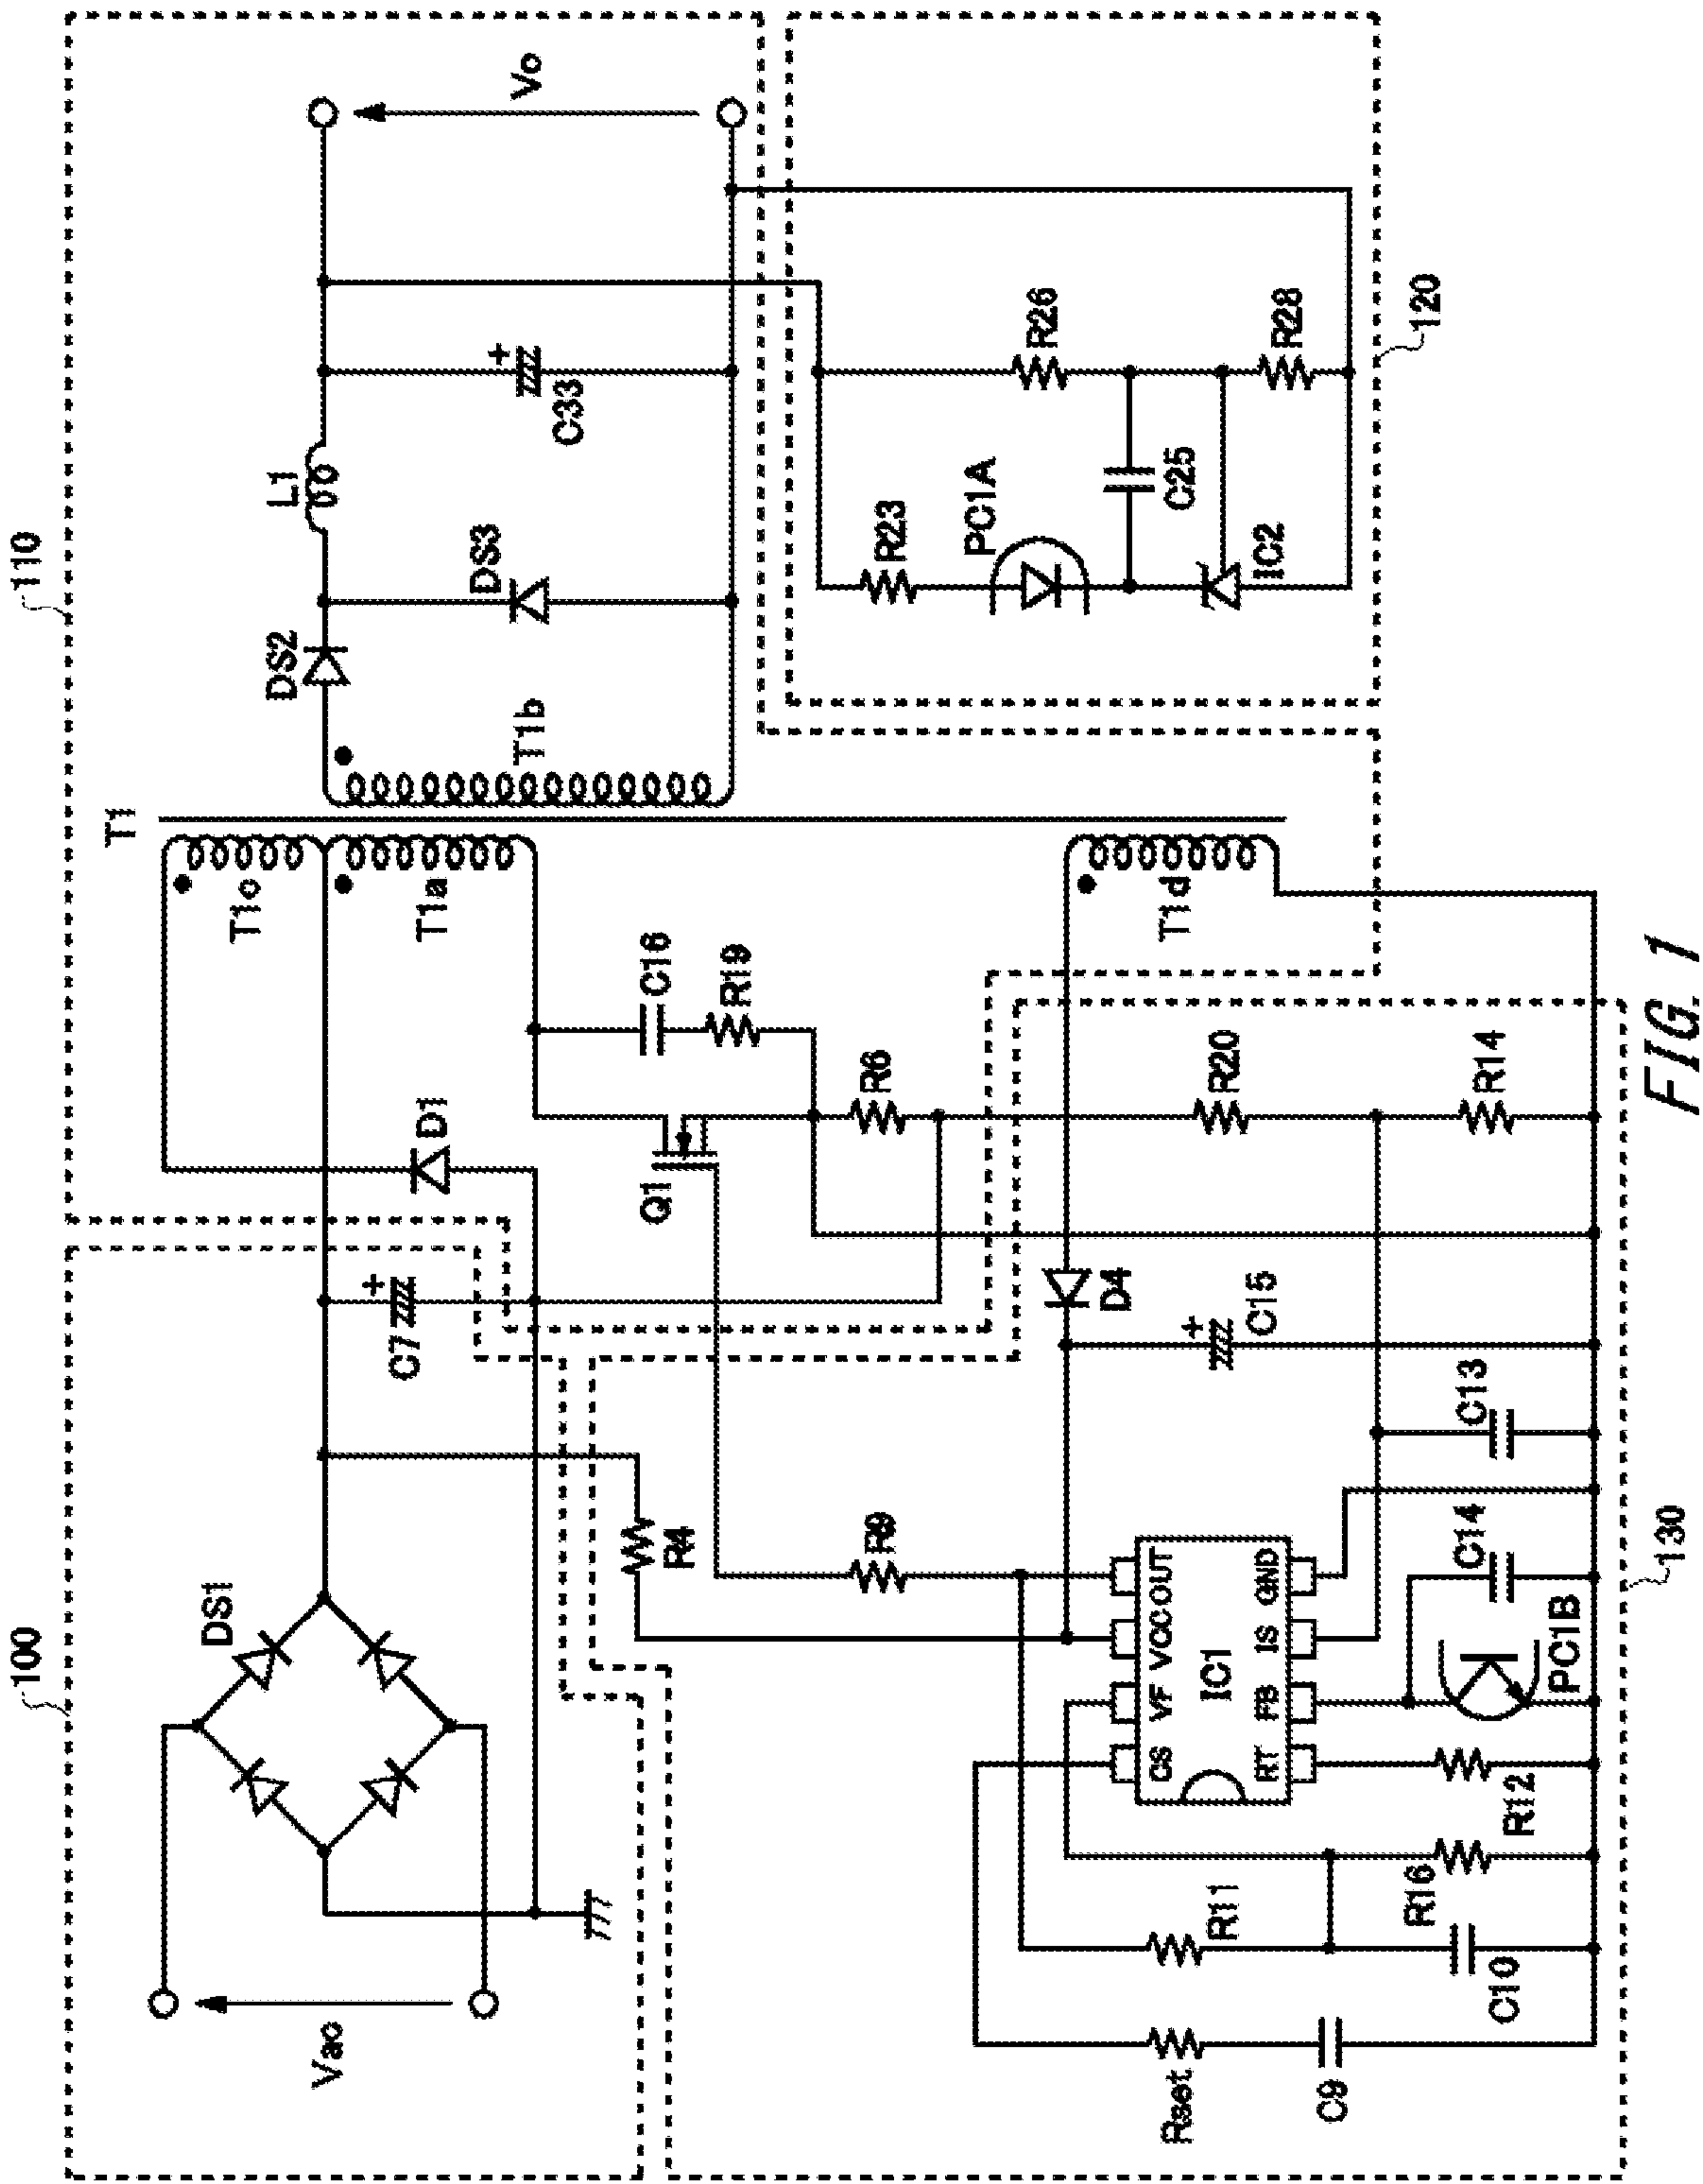 100
110
Vac
DS1
C7
D1
T1
T1c
T1a
T1b
DS2
L1
DS3
C33
Vo
R4
Q1
C16
R19
R6
R9
T1d
D4
C15
R20
R14
R23
PC1A
C25
IC2
R26
R28
120
CS VF VCC OUT
IC1
RT FB IS GND
Rset
C9
R11
C10
R16
R12
PC1B
C14
C13
130
FIG. 1